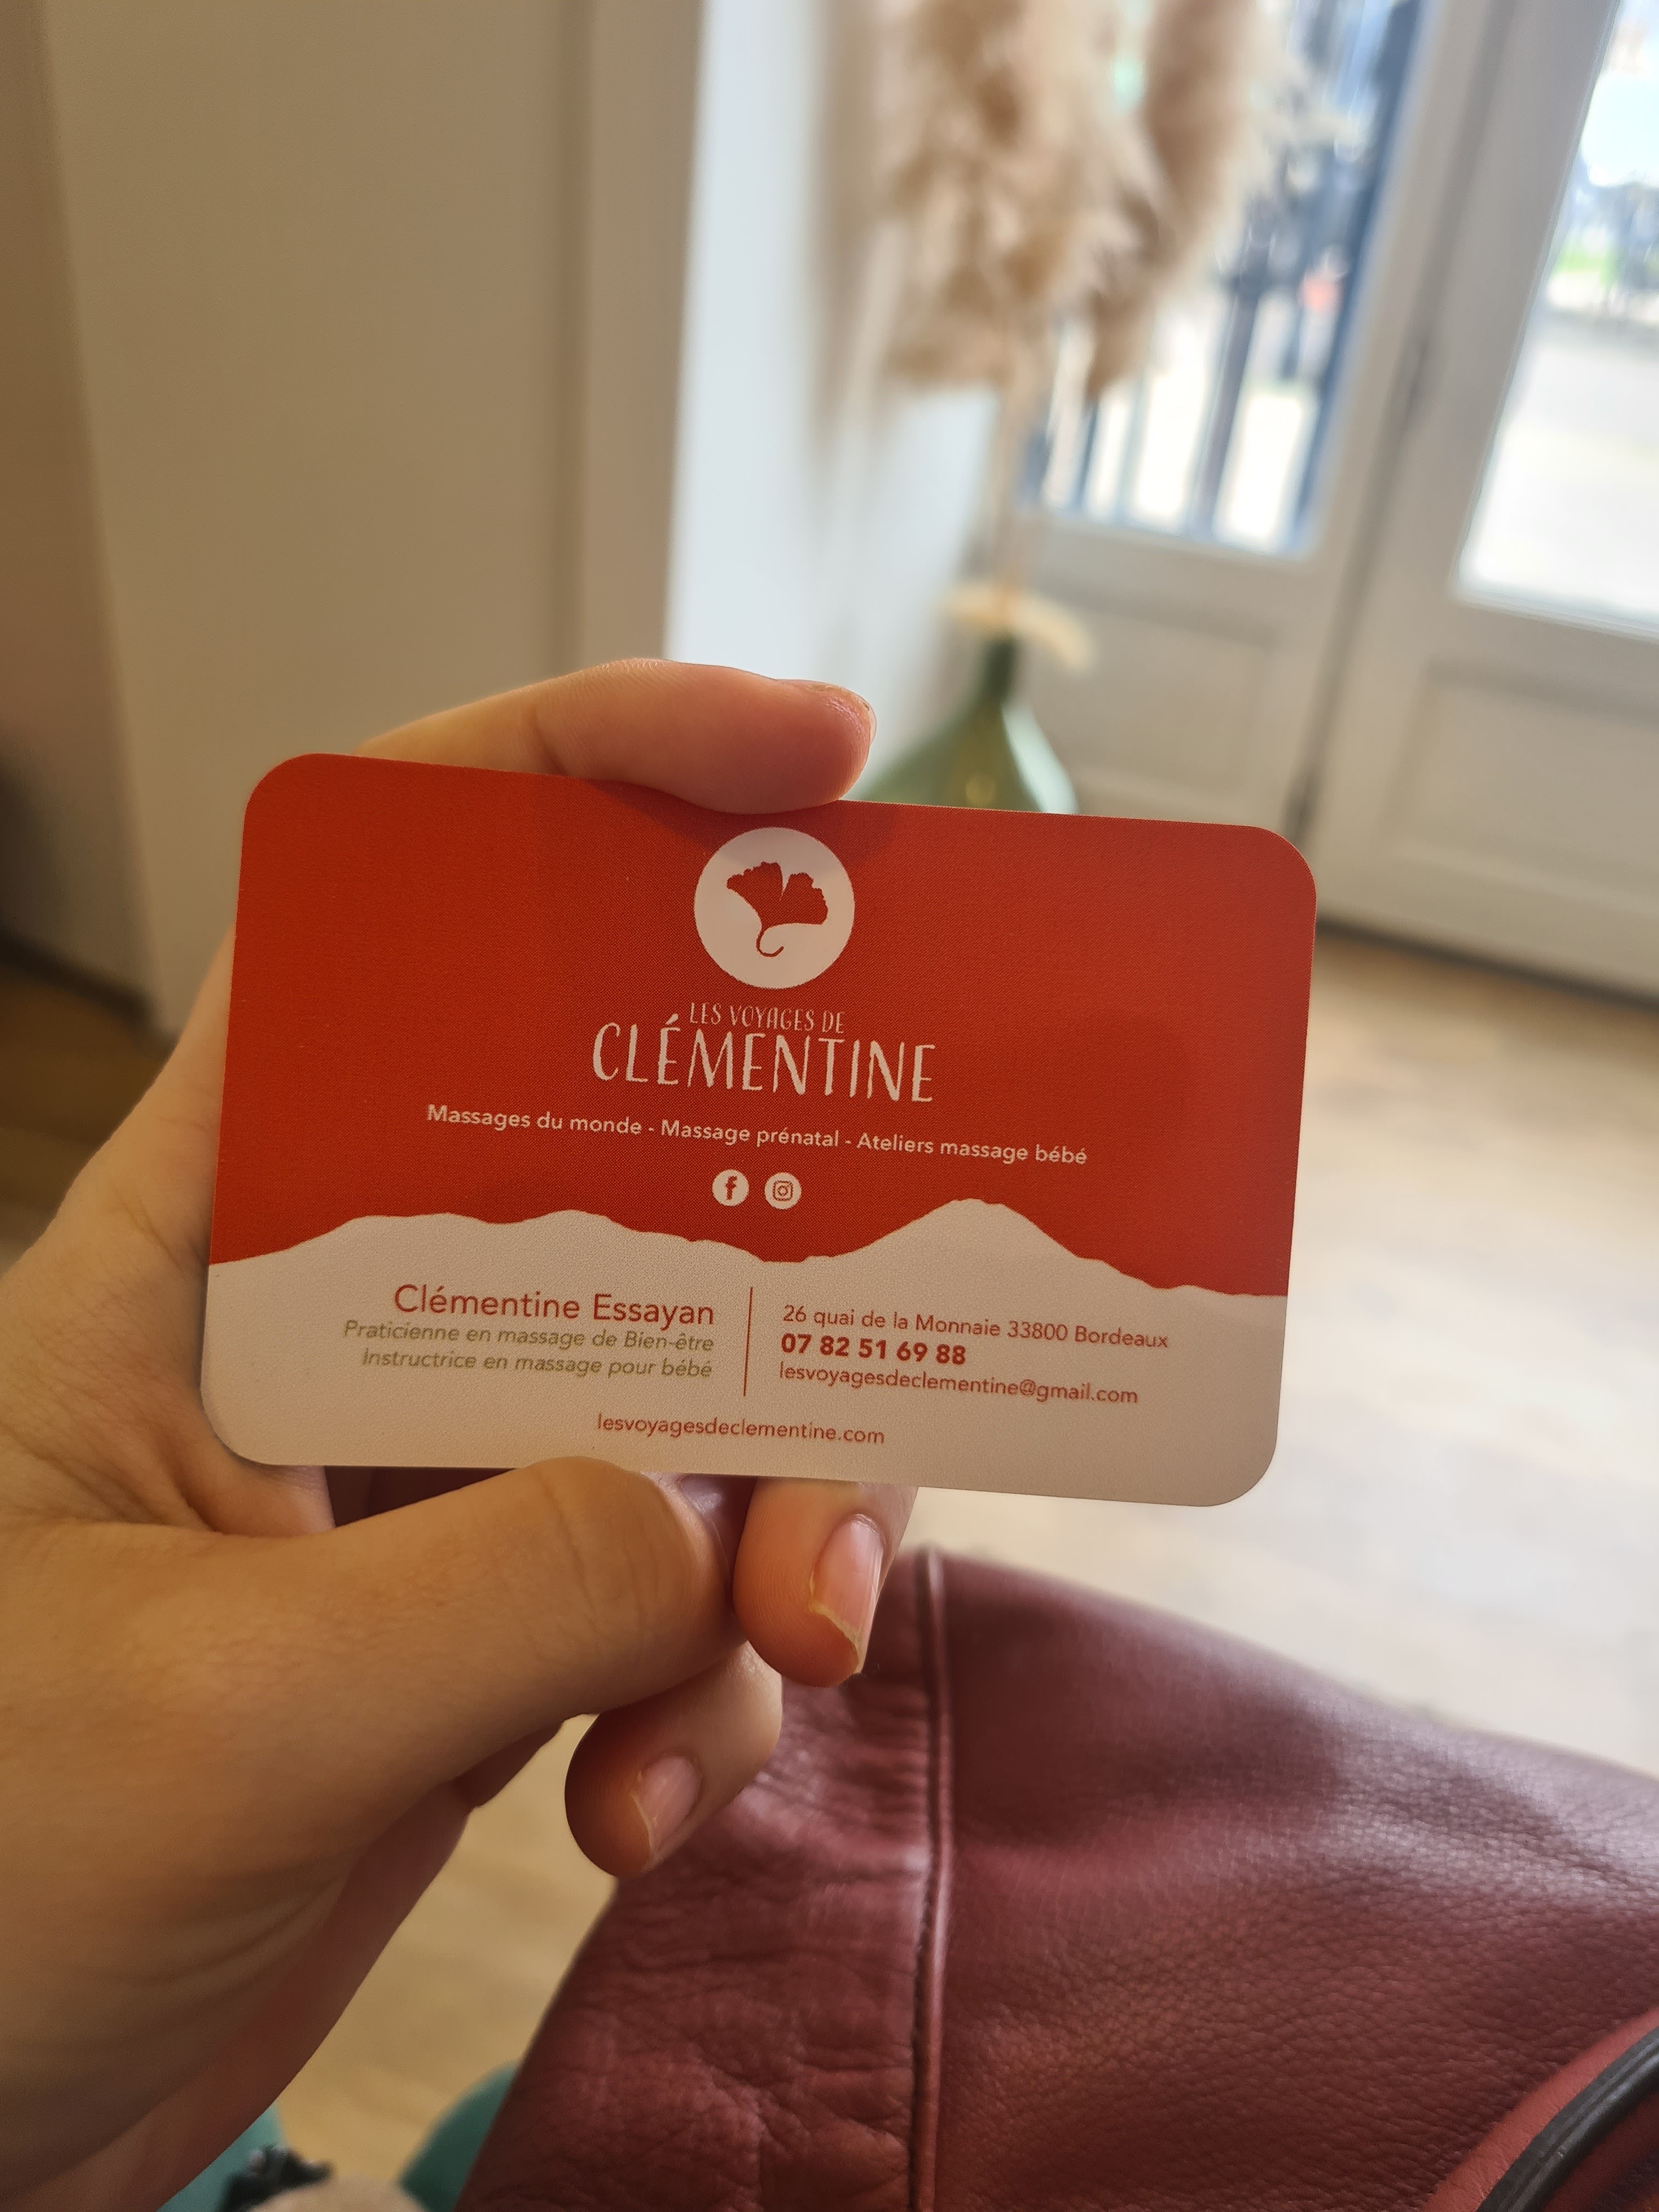 LES VOYAGES DE
CLÉMENTINE
Massages du monde - Massage prénatal - Ateliers massage bébé
Clémentine Essayan
Praticienne en massage de Bien-être
Instructrice en massage pour bébé
26 quai de la Monnaie 33800 Bordeaux
07 82 51 69 88
lesvoyagesdeclementine@gmail.com
lesvoyagesdeclementine.com